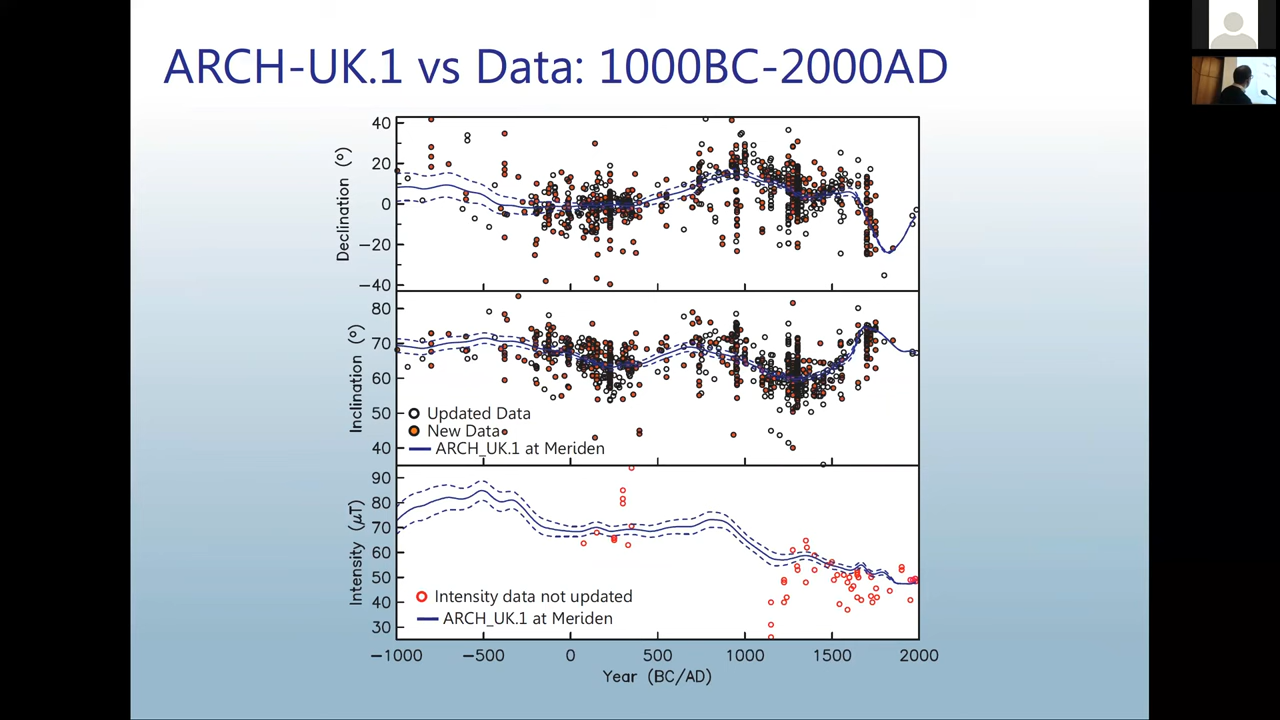 ARCH-UK.1 vs Data: 1000BC-2000AD
40
20
0
−20
−40
Declination (º)
80
70
60
50
40
Inclination (º)
Updated Data
New Data
ARCH_UK.1 at Meriden
90
80
70
60
50
40
30
Intensity (μT)
Intensity data not updated
ARCH_UK.1 at Meriden
−1000 −500 0 500 1000 1500 2000
Year (BC/AD)